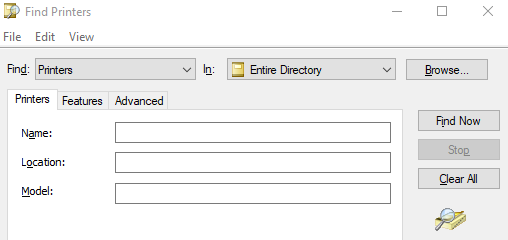 Find Printers
File Edit View
Find: Printers In: Entire Directory Browse...
Printers Features Advanced
Name:
Location:
Model:
Find Now
Stop
Clear All